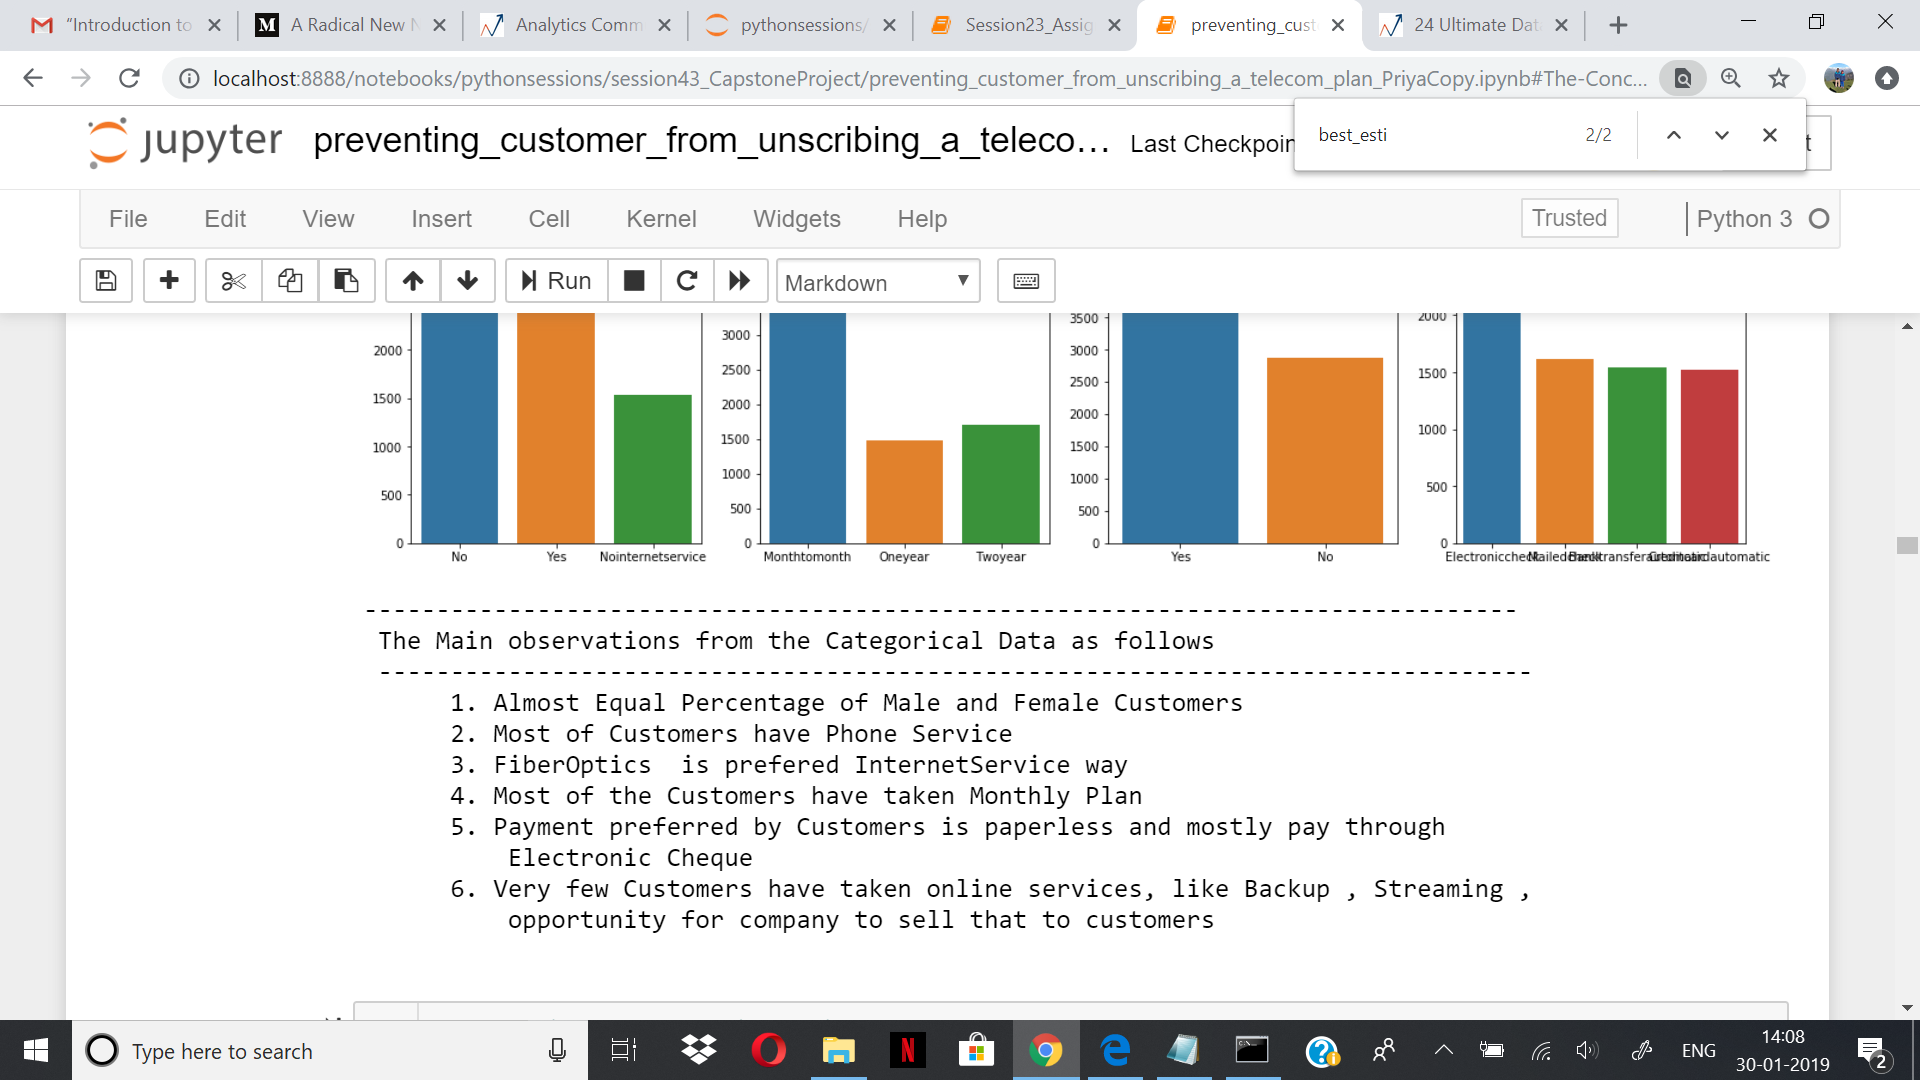 "Introduction to
A Radical New N
Analytics Comm
pythonsessions/
Session23_Assig
preventing_cust
24 Ultimate Dat
localhost:8888/notebooks/pythonsessions/session43_CapstoneProject/preventing_customer_from_unscribing_a_telecom_plan_PriyaCopy.ipynb#The-Conc...
best_esti 2/2
jupyter preventing_customer_from_unscribing_a_teleco... Last Checkpoin t
File Edit View Insert Cell Kernel Widgets Help Trusted Python 3
Run Markdown
2000
1500
1000
500
0
No Yes Nointernetservice
3000
2500
2000
1500
1000
500
0
Monthtomonth Oneyear Twoyear
3500
3000
2500
2000
1500
1000
500
0
Yes No
2000
1500
1000
500
0
--------------------------------------------------------------------------------
The Main observations from the Categorical Data as follows
--------------------------------------------------------------------------------
1. Almost Equal Percentage of Male and Female Customers
2. Most of Customers have Phone Service
3. FiberOptics  is prefered InternetService way
4. Most of the Customers have taken Monthly Plan
5. Payment preferred by Customers is paperless and mostly pay through
Electronic Cheque
6. Very few Customers have taken online services, like Backup , Streaming ,
opportunity for company to sell that to customers
Type here to search
ENG
14:08
30-01-2019
2